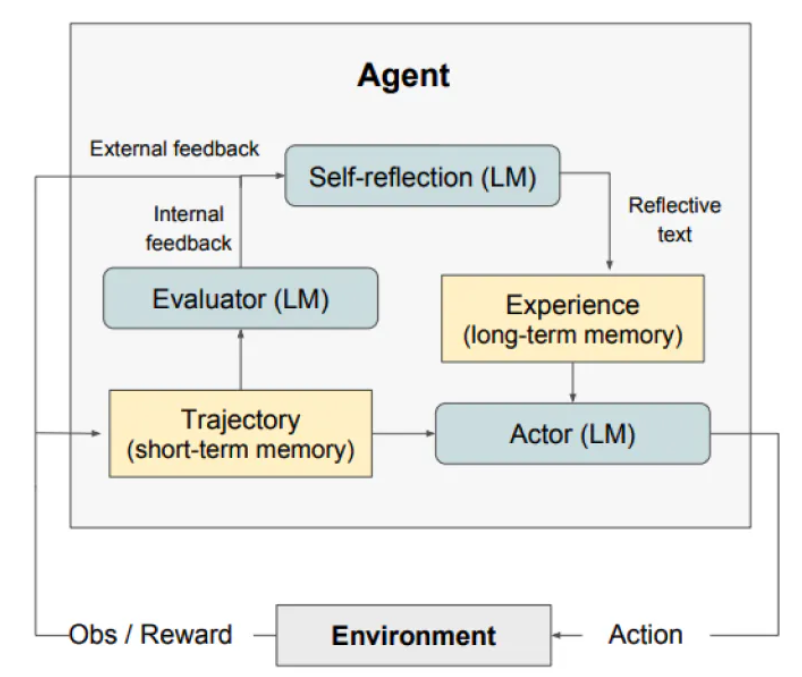 Agent
External feedback
Self-reflection (LM)
Internal
feedback
Reflective
text
Evaluator (LM)
Experience
(long-term memory)
Trajectory
(short-term memory)
Actor (LM)
Obs / Reward
Environment
Action